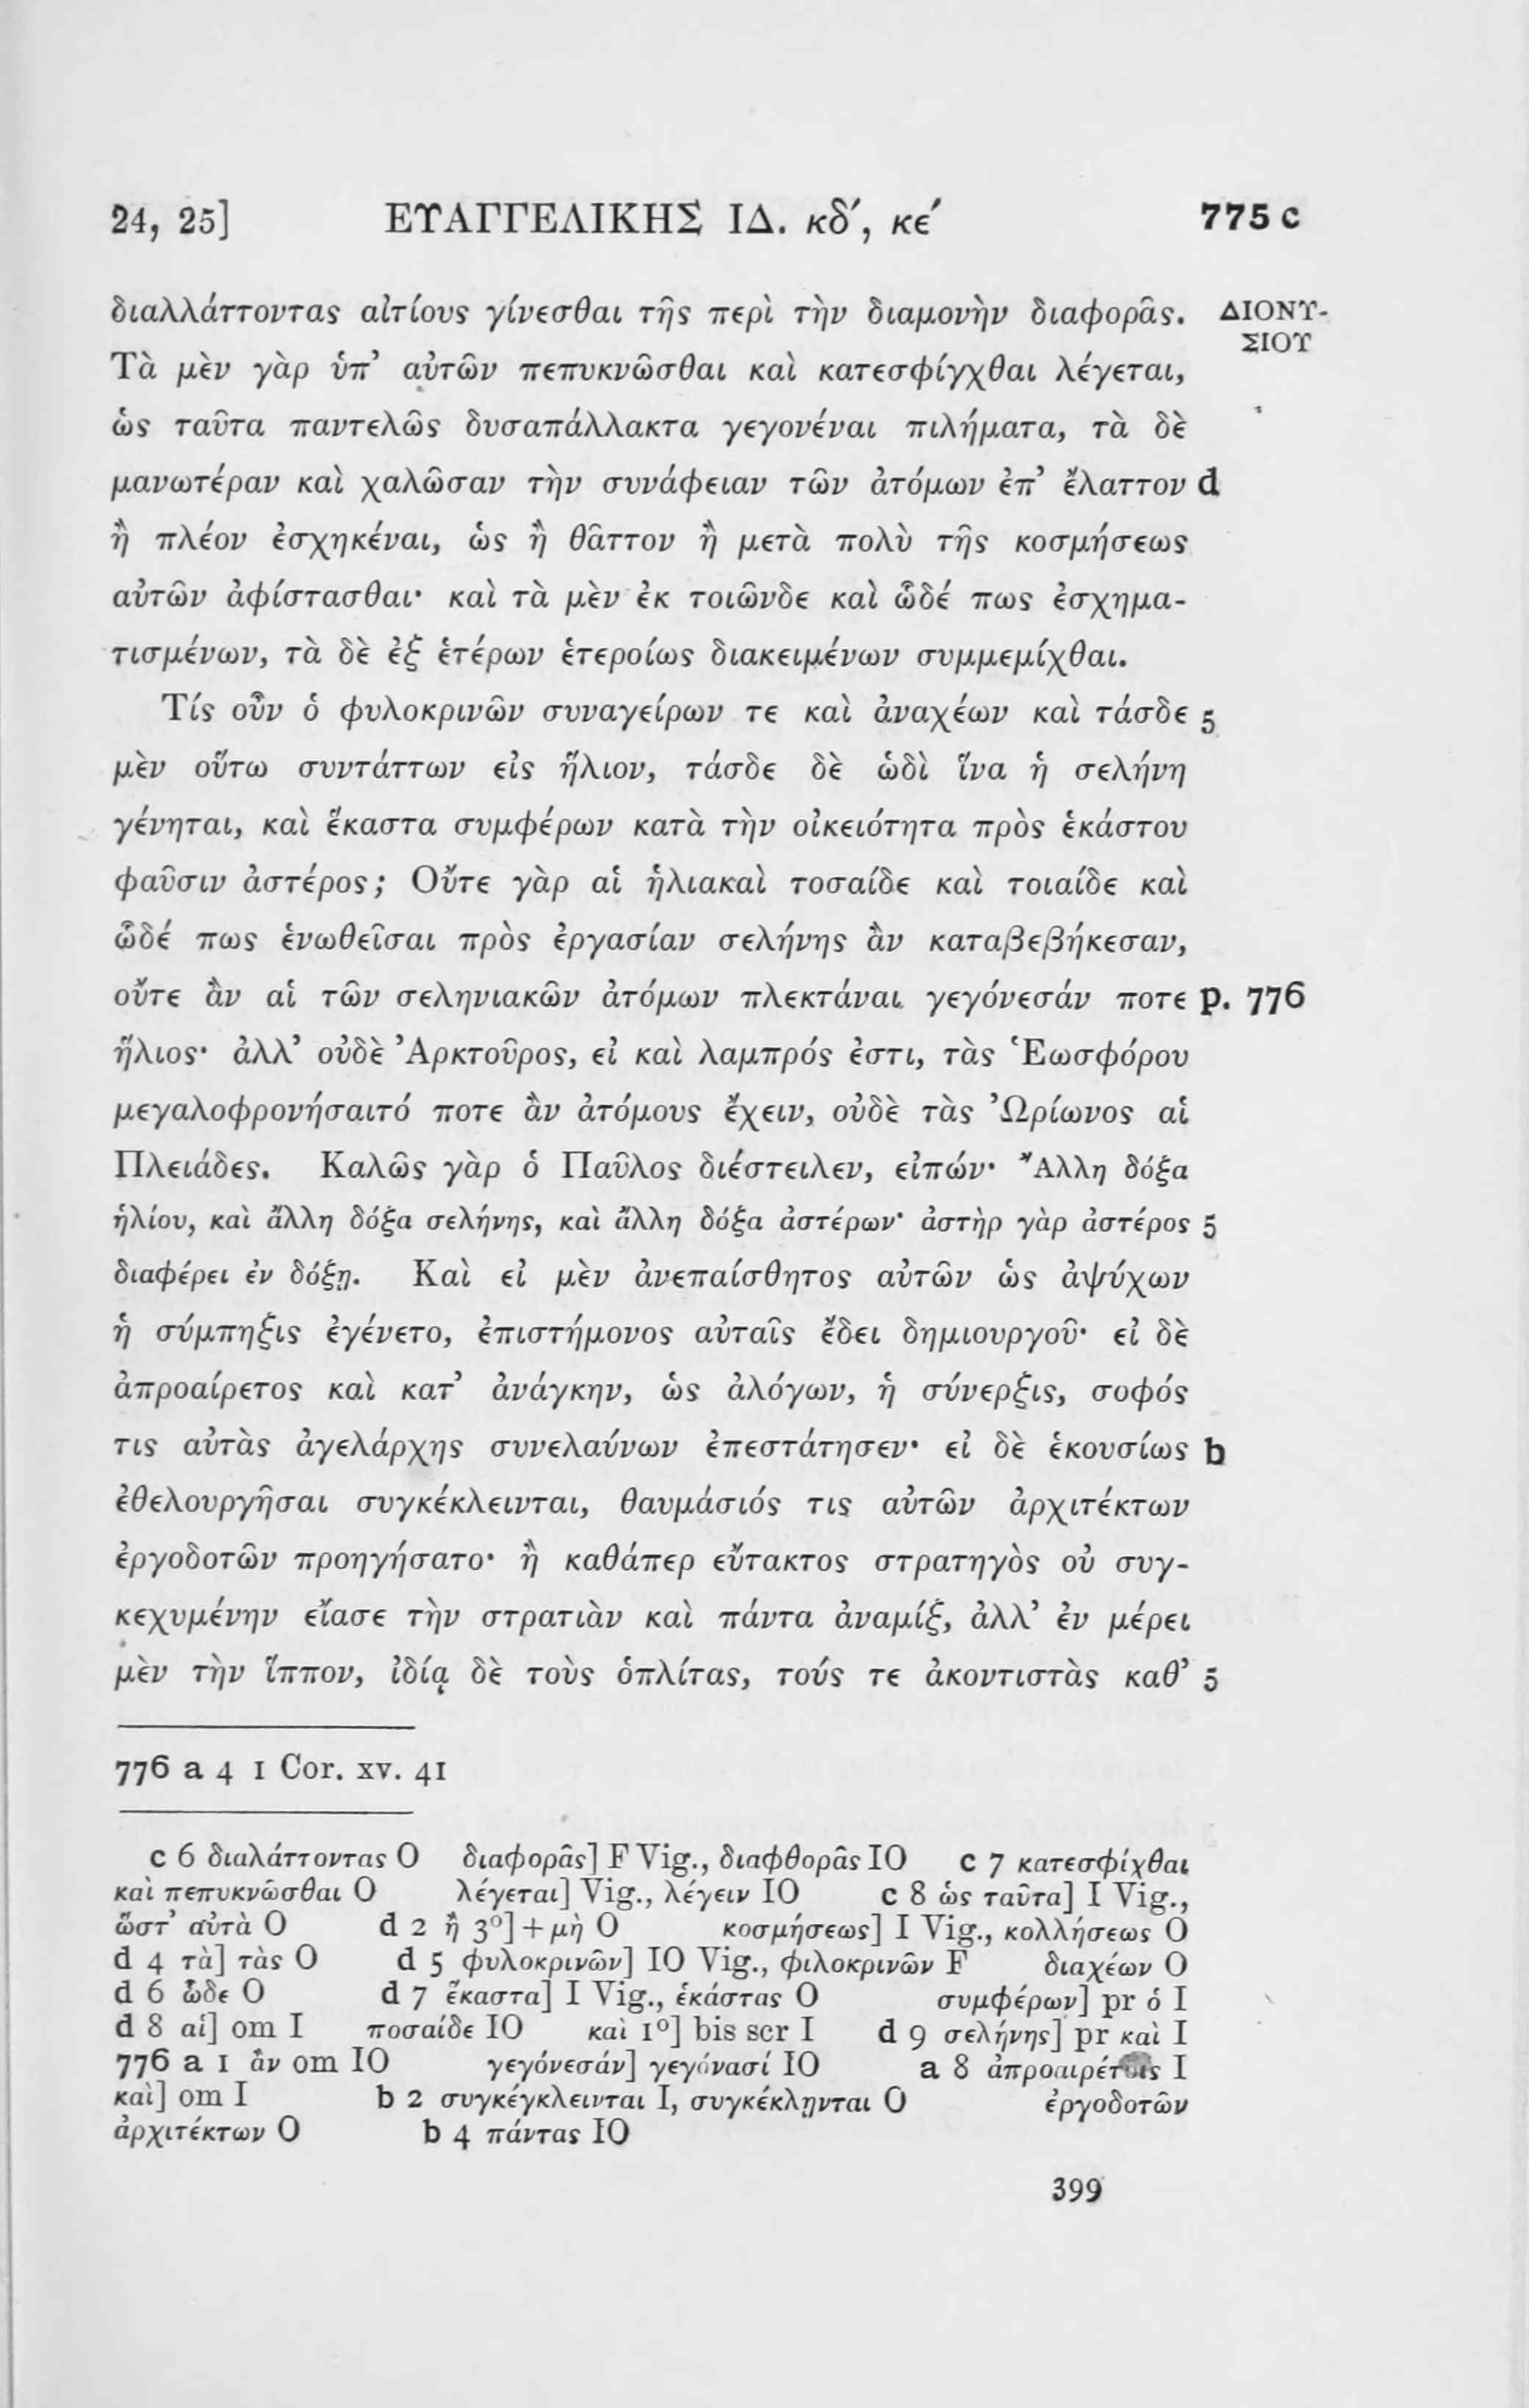 24, 25] ΕΥΑΓΓΕΛΙΚΗΣ ΙΔ. κδ´, κε´ 775 c
διαλλάττοντας αἰτίους γίνεσθαι τῆς περὶ τὴν διαμονὴν διαφορᾶς. ΔΙΟΝΥ-
ΣΙΟΥ
Τὰ μὲν γὰρ ὑπ’ αὐτῶν πεπυκνῶσθαι καὶ κατεσφίγχθαι λέγεται,
ὡς ταῦτα παντελῶς δυσαπάλλακτα γεγονέναι πιλήματα, τὰ δὲ
μανωτέραν καὶ χαλῶσαν τὴν συνάφειαν τῶν ἀτόμων ἐπ’ ἔλαττον d
ἢ πλέον ἐσχηκέναι, ὡς ἢ θᾶττον ἢ μετὰ πολὺ τῆς κοσμήσεως
αὐτῶν ἀφίστασθαι· καὶ τὰ μὲν ἐκ τοιῶνδε καὶ ὧδέ πως ἐσχημα-
τισμένων, τὰ δὲ ἐξ ἑτέρων ἑτεροίως διακειμένων συμμεμίχθαι.
Τίς οὖν ὁ φυλοκρινῶν συναγείρων τε καὶ ἀναχέων καὶ τάσδε 5
μὲν οὕτω συντάττων εἰς ἥλιον, τάσδε δὲ ὡδὶ ἵνα ἡ σελήνη
γένηται, καὶ ἕκαστα συμφέρων κατὰ τὴν οἰκειότητα πρὸς ἑκάστου
φαῦσιν ἀστέρος; Οὔτε γὰρ αἱ ἡλιακαὶ τοσαίδε καὶ τοιαίδε καὶ
ὧδέ πως ἑνωθεῖσαι πρὸς ἐργασίαν σελήνης ἂν καταβεβήκεσαν,
οὔτε ἂν αἱ τῶν σεληνιακῶν ἀτόμων πλεκτάναι γεγόνεσάν ποτε p. 776
ἥλιος· ἀλλ’ οὐδὲ Ἀρκτοῦρος, εἰ καὶ λαμπρός ἐστι, τὰς Ἑωσφόρου
μεγαλοφρονήσαιτό ποτε ἂν ἀτόμους ἔχειν, οὐδὲ τὰς Ὠρίωνος αἱ
Πλειάδες. Καλῶς γὰρ ὁ Παῦλος διέστειλεν, εἰπών· Ἄλλη δόξα
ἡλίου, καὶ ἄλλη δόξα σελήνης, καὶ ἄλλη δόξα ἀστέρων· ἀστὴρ γὰρ ἀστέρος 5
διαφέρει ἐν δόξῃ. Καὶ εἰ μὲν ἀνεπαίσθητος αὐτῶν ὡς ἀψύχων
ἡ σύμπηξις ἐγένετο, ἐπιστήμονος αὐταῖς ἔδει δημιουργοῦ· εἰ δὲ
ἀπροαίρετος καὶ κατ’ ἀνάγκην, ὡς ἀλόγων, ἡ σύνερξις, σοφός
τις αὐτὰς ἀγελάρχης συνελαύνων ἐπεστάτησεν· εἰ δὲ ἑκουσίως b
ἐθελουργῆσαι συγκέκλεινται, θαυμάσιός τις αὐτῶν ἀρχιτέκτων
ἐργοδοτῶν προηγήσατο· ἢ καθάπερ εὔτακτος στρατηγὸς οὐ συγ-
κεχυμένην εἴασε τὴν στρατιὰν καὶ πάντα ἀναμίξ, ἀλλ’ ἐν μέρει
μὲν τὴν ἵππον, ἰδίᾳ δὲ τοὺς ὁπλίτας, τούς τε ἀκοντιστὰς καθ’ 5
776 a 4 1 Cor. xv. 41
c 6 διαλάττοντας O διαφορᾶς] F Vig., διαφθορᾶς IO c 7 κατεσφίχθαι
καὶ πεπυκνῶσθαι O λέγεται] Vig., λέγειν IO c 8 ὡς ταῦτα] I Vig.,
ὥστ’ αὐτὰ O d 2 ἢ 3º] + μὴ O κοσμήσεως] I Vig., κολλήσεως O
d 4 τὰ] τὰς O d 5 φυλοκρινῶν] IO Vig., φιλοκρινῶν F διαχέων O
d 6 ὧδε O d 7 ἕκαστα] I Vig., ἑκάστας O συμφέρων] pr ὁ I
d 8 αἱ] om I ποσαίδε IO καὶ 1º] bis scr I d 9 σελήνης] pr καὶ I
776 a 1 ἂν om IO γεγόνεσάν] γεγόνασί IO a 8 I
καὶ] om I b 2 συγκέγκλεινται I, συγκέκλῃνται O ἐργοδοτῶν
ἀρχιτέκτων O b 4 πάντας IO
399